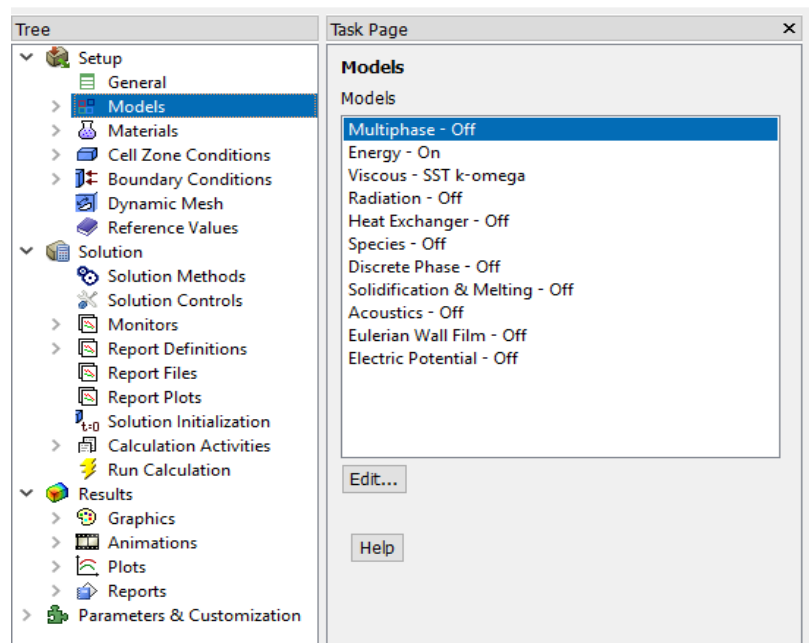 Tree
Setup
General
Models
Materials
Cell Zone Conditions
Boundary Conditions
Dynamic Mesh
Reference Values
Solution
Solution Methods
Solution Controls
Monitors
Report Definitions
Report Files
Report Plots
t=0 Solution Initialization
Calculation Activities
Run Calculation
Results
Graphics
Animations
Plots
Reports
Parameters & Customization
Task Page
Models
Models
Multiphase - Off
Energy - On
Viscous - SST k-omega
Radiation - Off
Heat Exchanger - Off
Species - Off
Discrete Phase - Off
Solidification & Melting - Off
Acoustics - Off
Eulerian Wall Film - Off
Electric Potential - Off
Edit...
Help